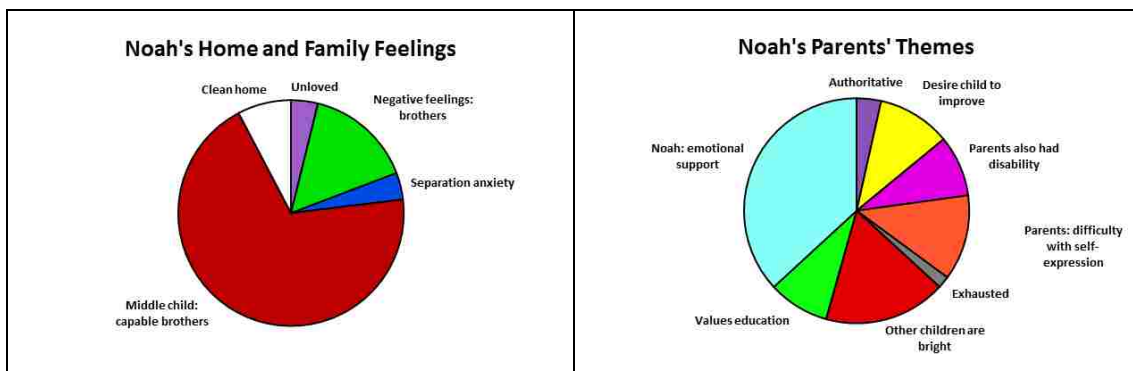 Noah's Home and Family Feelings
Clean home
Unloved
Negative feelings:
brothers
Separation anxiety
Middle child:
capable brothers
Noah's Parents' Themes
Authoritative
Desire child to
improve
Noah: emotional
support
Parents also had
disability
Parents: difficulty
with self-
expression
Exhausted
Values education
Other children are
bright